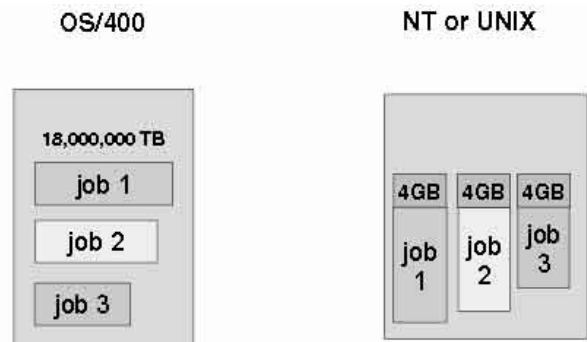 OS/400
18,000,000 TB
job 1
job 2
job 3
NT or UNIX
4GB
job
1
4GB
job
2
4GB
job
3